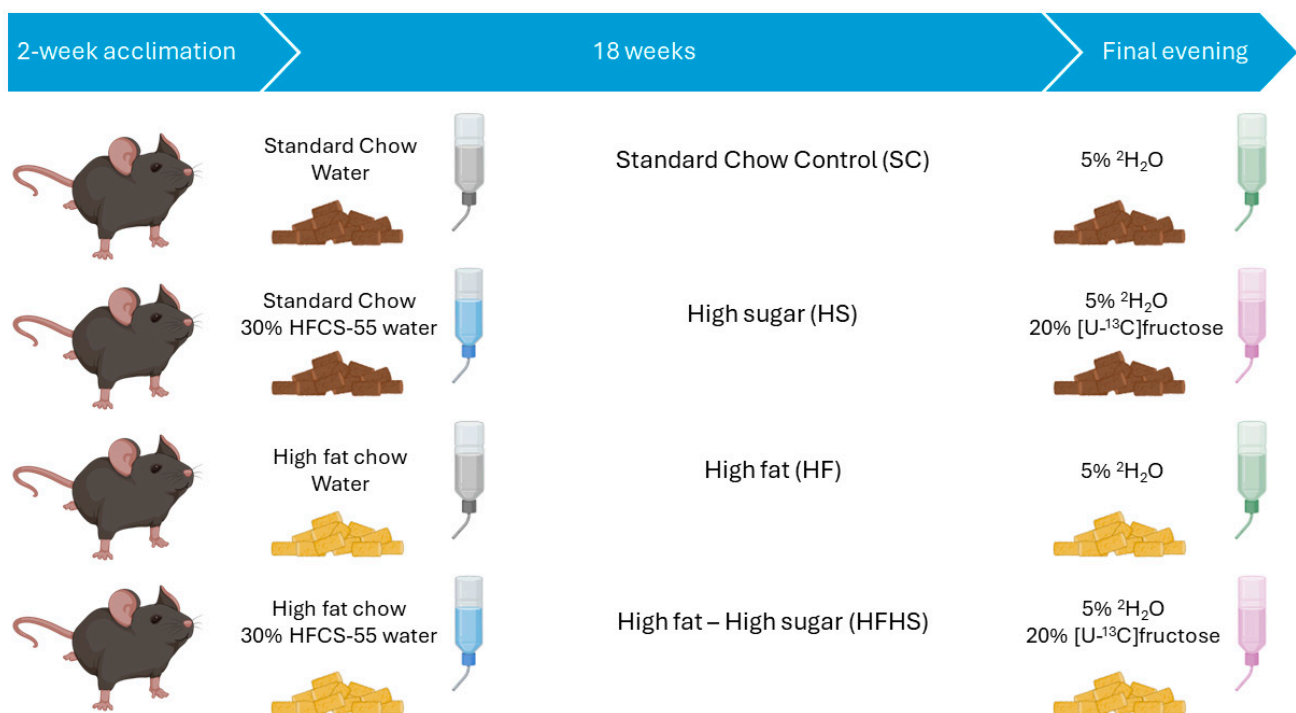 2-week acclimation
18 weeks
Final evening
Standard Chow
Water
Standard Chow Control (SC)
5% ²H₂O
Standard Chow
30% HFCS-55 water
High sugar (HS)
5% ²H₂O
20% [U-¹³C]fructose
High fat chow
Water
High fat (HF)
5% ²H₂O
High fat chow
30% HFCS-55 water
High fat – High sugar (HFHS)
5% ²H₂O
20% [U-¹³C]fructose